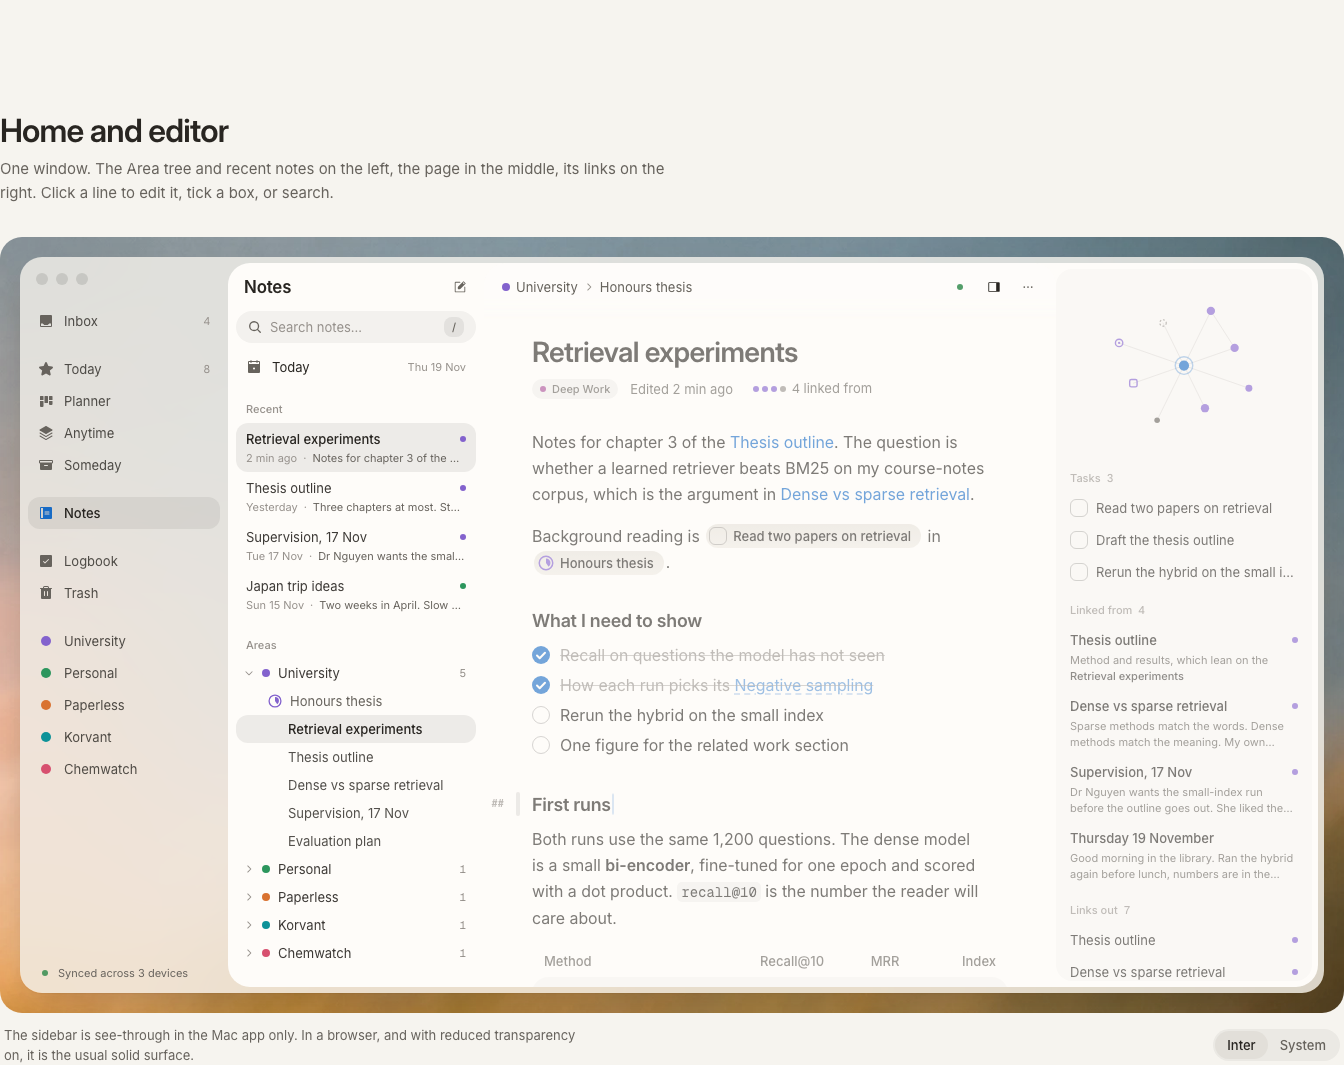 Home and editor
One window. The Area tree and recent notes on the left, the page in the middle, its links on the
right. Click a line to edit it, tick a box, or search.
Inbox 4
Today 8
Planner
Anytime
Someday
Notes
Logbook
Trash
University
Personal
Paperless
Korvant
Chemwatch
Synced across 3 devices
Notes
Search notes... /
Today Thu 19 Nov
Recent
Retrieval experiments
2 min ago · Notes for chapter 3 of the ...
Thesis outline
Yesterday · Three chapters at most. St...
Supervision, 17 Nov
Tue 17 Nov · Dr Nguyen wants the smal...
Japan trip ideas
Sun 15 Nov · Two weeks in April. Slow ...
Areas
University 5
Honours thesis
Retrieval experiments
Thesis outline
Dense vs sparse retrieval
Supervision, 17 Nov
Evaluation plan
Personal 1
Paperless 1
Korvant 1
Chemwatch 1
University › Honours thesis ...
Retrieval experiments
Deep Work Edited 2 min ago 4 linked from
Notes for chapter 3 of the Thesis outline. The question is
whether a learned retriever beats BM25 on my course-notes
corpus, which is the argument in Dense vs sparse retrieval.
Background reading is Read two papers on retrieval in
Honours thesis .
What I need to show
Recall on questions the model has not seen
How each run picks its Negative sampling
Rerun the hybrid on the small index
One figure for the related work section
## First runs
Both runs use the same 1,200 questions. The dense model
is a small bi-encoder, fine-tuned for one epoch and scored
with a dot product. recall@10 is the number the reader will
care about.
Method Recall@10 MRR Index
Tasks 3
Read two papers on retrieval
Draft the thesis outline
Rerun the hybrid on the small i...
Linked from 4
Thesis outline
Method and results, which lean on the
Retrieval experiments
Dense vs sparse retrieval
Sparse methods match the words. Dense
methods match the meaning. My own...
Supervision, 17 Nov
Dr Nguyen wants the small-index run
before the outline goes out. She liked the...
Thursday 19 November
Good morning in the library. Ran the hybrid
again before lunch, numbers are in the...
Links out 7
Thesis outline
Dense vs sparse retrieval
The sidebar is see-through in the Mac app only. In a browser, and with reduced transparency
on, it is the usual solid surface.
Inter System